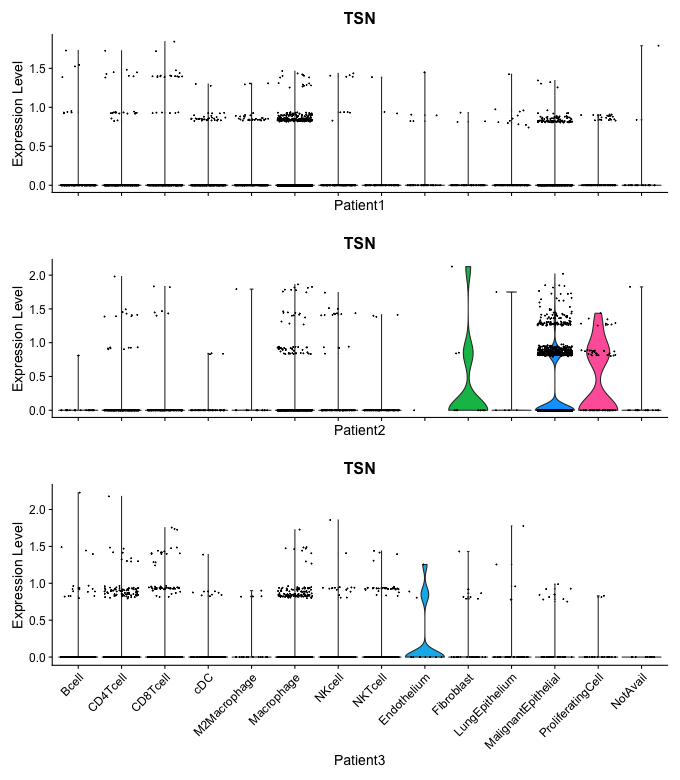 TSN
Expression Level
1.5
1.0
0.5
0.0
Patient1
TSN
Expression Level
2.0
1.5
1.0
0.5
0.0
Patient2
TSN
Expression Level
2.0
1.5
1.0
0.5
0.0
Bcell
CD4Tcell
CD8Tcell
cDC
M2Macrophage
Macrophage
NKcell
NKTcell
Endothelium
Fibroblast
LungEpithelium
MalignantEpithelial
ProliferatingCell
NotAvail
Patient3